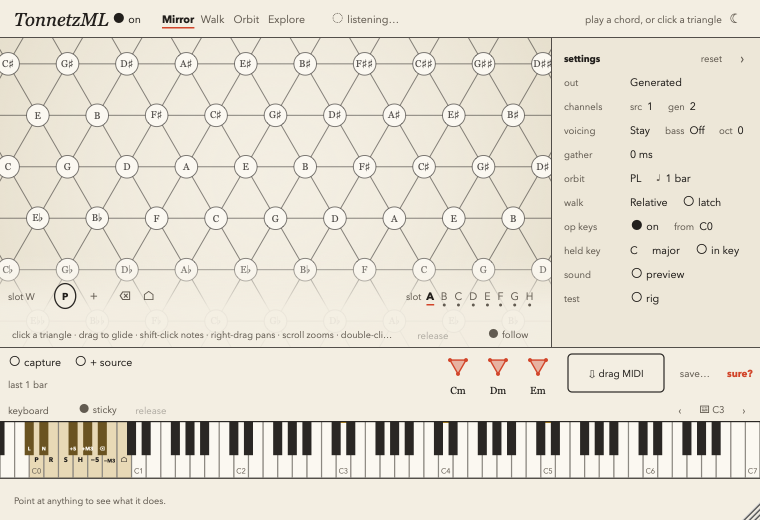 TonnetzML on Mirror Walk Orbit Explore listening... play a chord, or click a triangle
C♯ G♯ D♯ A♯ E♯ B♯ F♯♯ C♯♯ G♯♯ D♯♯
E B F♯ C♯ G♯ D♯ A♯ E♯ B♯
C G D A E B F♯ C♯ G♯ D♯
E♭ B♭ F C G D A E B
C♭ G♭ D♭ A♭ E♭ B♭ F C G D
slot W P + slot A B C D E F G H
click a triangle · drag to glide · shift-click notes · right-drag pans · scroll zooms · double-cli... release follow
settings reset ›
out Generated
channels src 1 gen 2
voicing Stay bass Off oct 0
gather 0 ms
orbit PL ♩ 1 bar
walk Relative latch
op keys on from C0
held key C major in key
sound preview
test rig
capture + source
last 1 bar
Cm Dm Em
⇩ drag MIDI save... sure?
keyboard sticky release ‹ C3 ›
L N +5 +M3
P R S H −5 −M3
C0 C1 C2 C3 C4 C5 C6 C7
Point at anything to see what it does.